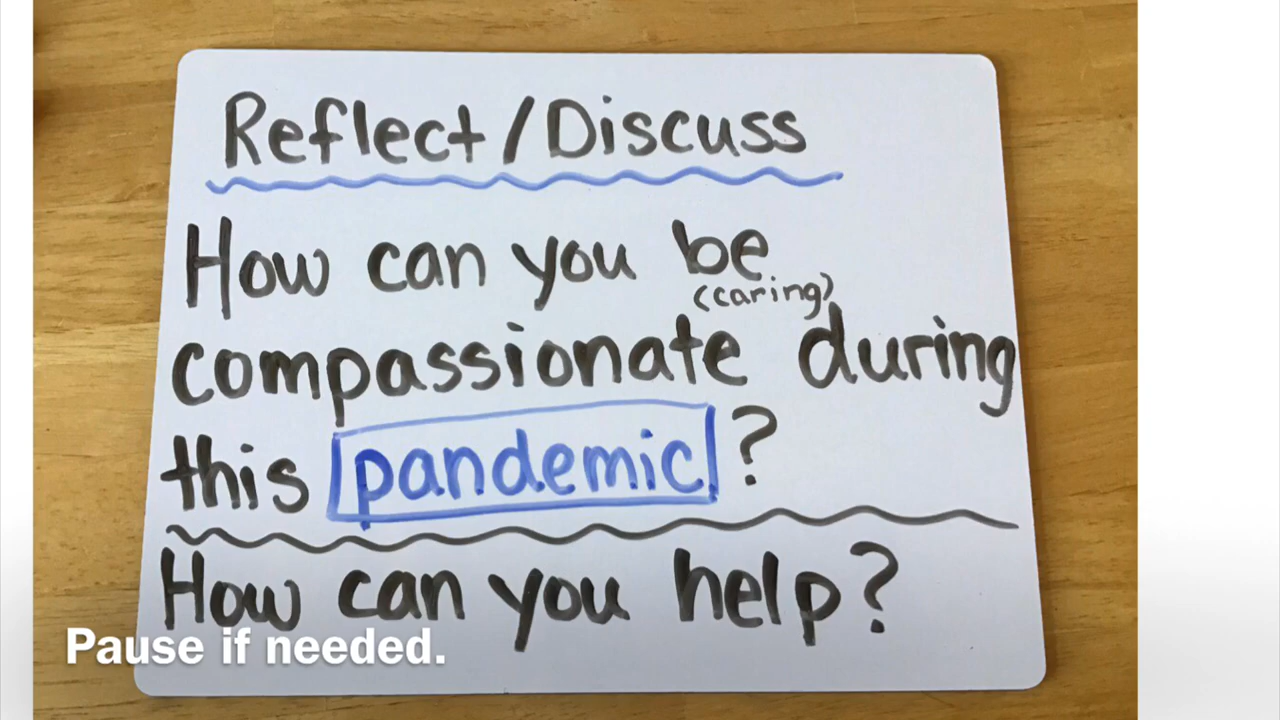 Reflect/Discuss
How can you be
(caring)
compassionate during
this pandemic?
How can you help?
Pause if needed.